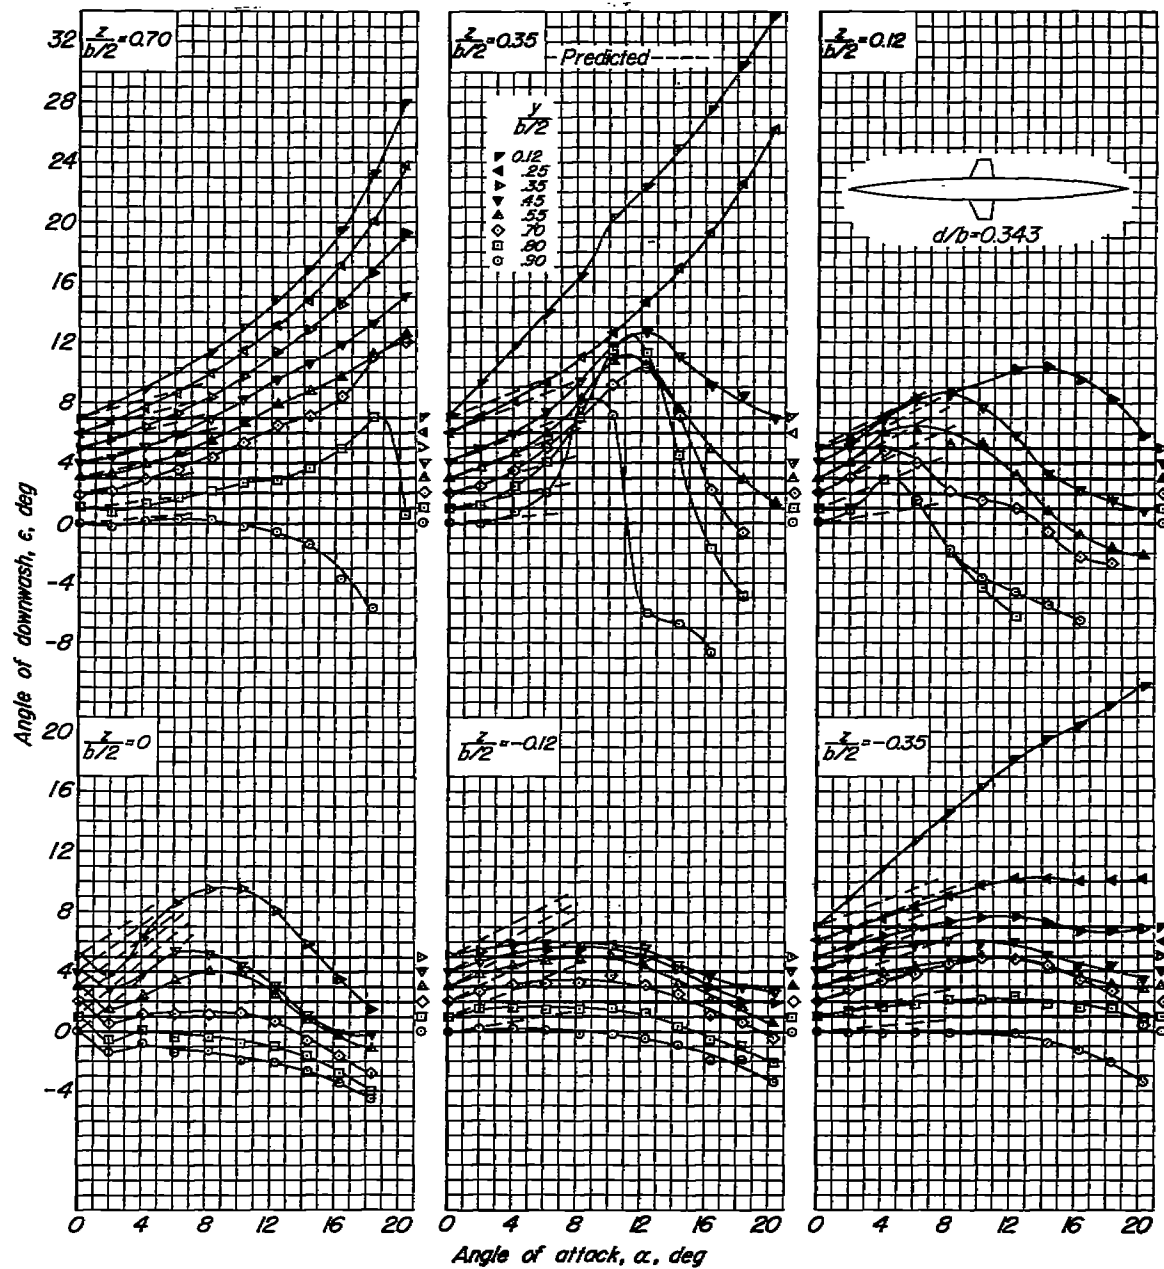 z/b/2 = 0.70
z/b/2 = 0.35
z/b/2 = 0.12
Predicted
y/b/2
0.12
.25
.35
.45
.55
.70
.80
.90
d/b=0.343
32
28
24
20
16
12
8
4
0
-4
-8
Angle of downwash, ϵ, deg
z/b/2 = 0
z/b/2 = -0.12
z/b/2 = -0.35
20
16
12
8
4
0
-4
0 4 8 12 16 20
0 4 8 12 16 20
0 4 8 12 16 20
Angle of attack, α, deg